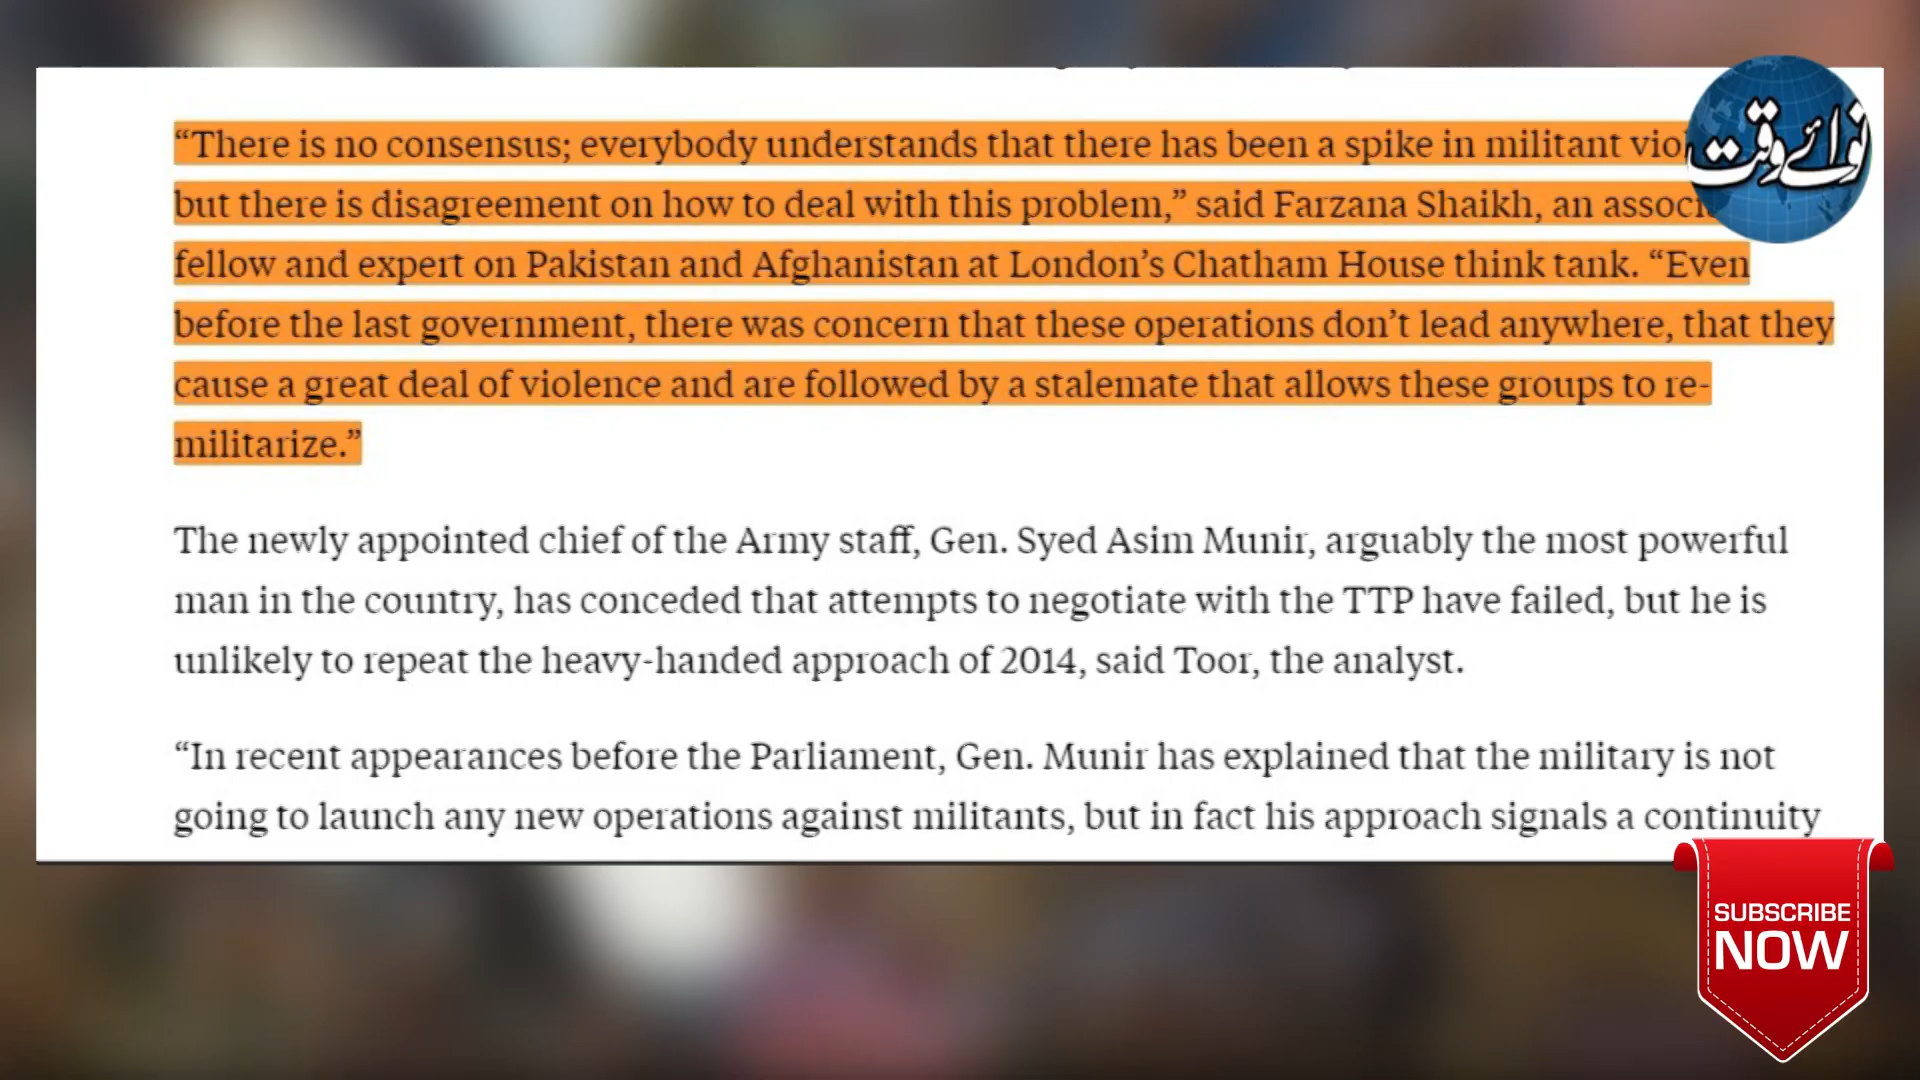 “There is no consensus; everybody understands that there has been a spike in militant
but there is disagreement on how to deal with this problem,” said Farzana Shaikh, an
fellow and expert on Pakistan and Afghanistan at London’s Chatham House think tank. “Even
before the last government, there was concern that these operations don’t lead anywhere, that they
cause a great deal of violence and are followed by a stalemate that allows these groups to re-
militarize.”
The newly appointed chief of the Army staff, Gen. Syed Asim Munir, arguably the most powerful
man in the country, has conceded that attempts to negotiate with the TTP have failed, but he is
unlikely to repeat the heavy-handed approach of 2014, said Toor, the analyst.
“In recent appearances before the Parliament, Gen. Munir has explained that the military is not
going to launch any new operations against militants, but in fact his approach signals a continuity
نوائے وقت
SUBSCRIBE
NOW